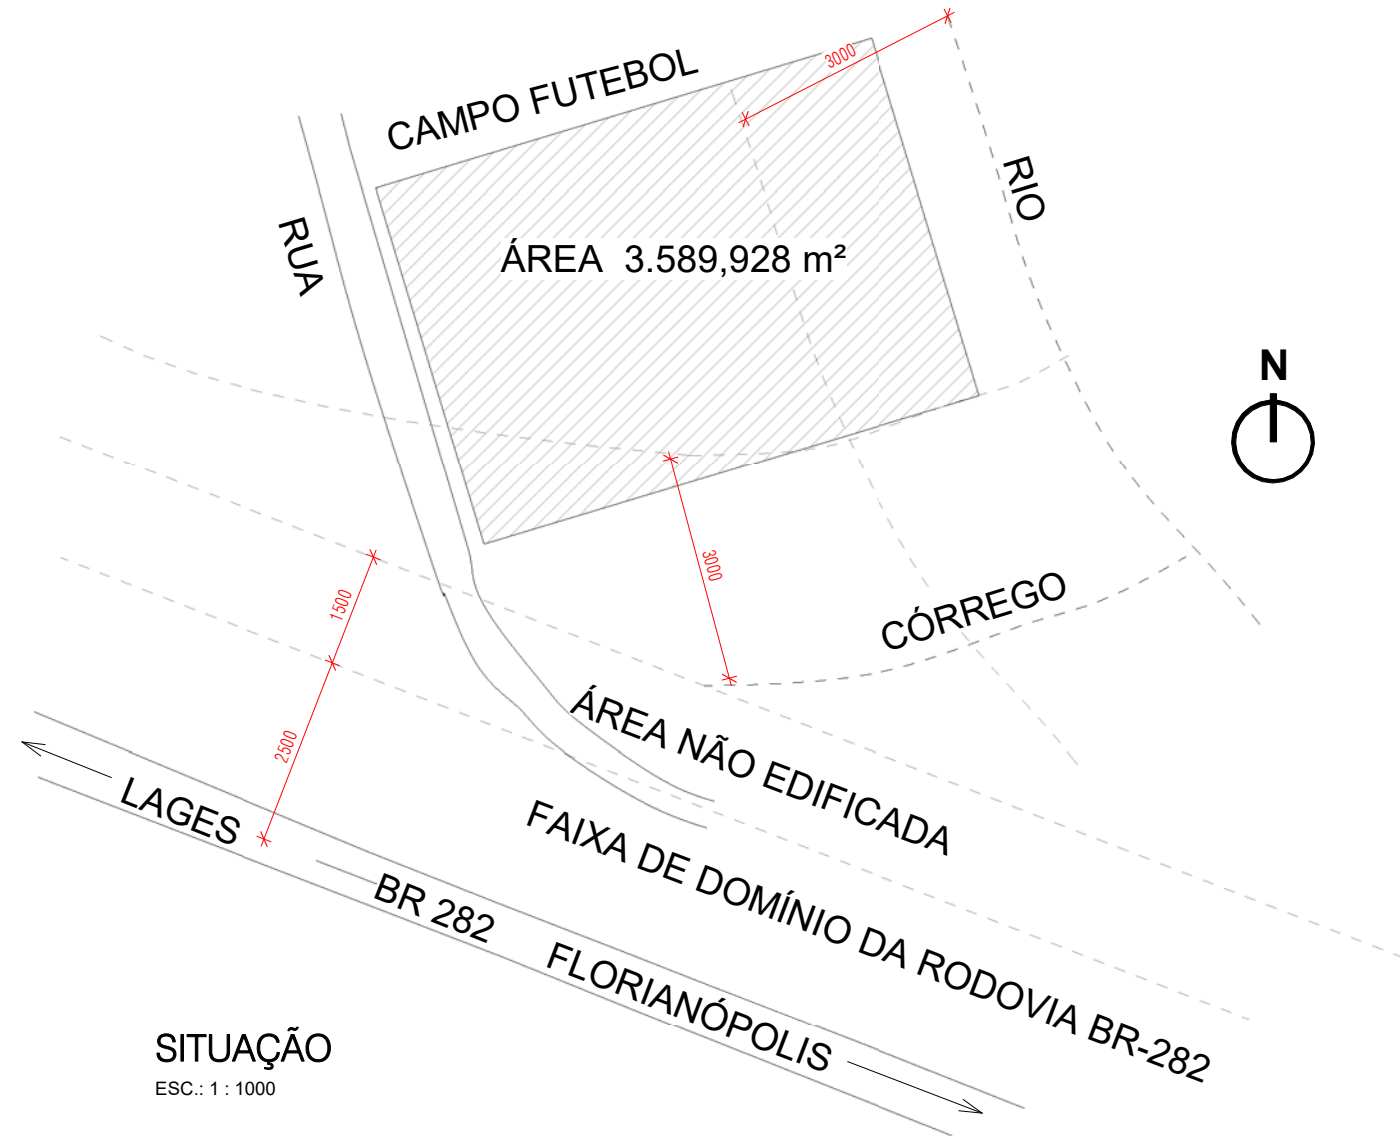 CAMPO FUTEBOL
3000
RIO
RUA
ÁREA 3.589,928 m²
N
3000
1500
CÓRREGO
2500
ÁREA NÃO EDIFICADA
LAGES
FAIXA DE DOMÍNIO DA RODOVIA BR-282
BR 282
FLORIANÓPOLIS
SITUAÇÃO
ESC.: 1 : 1000